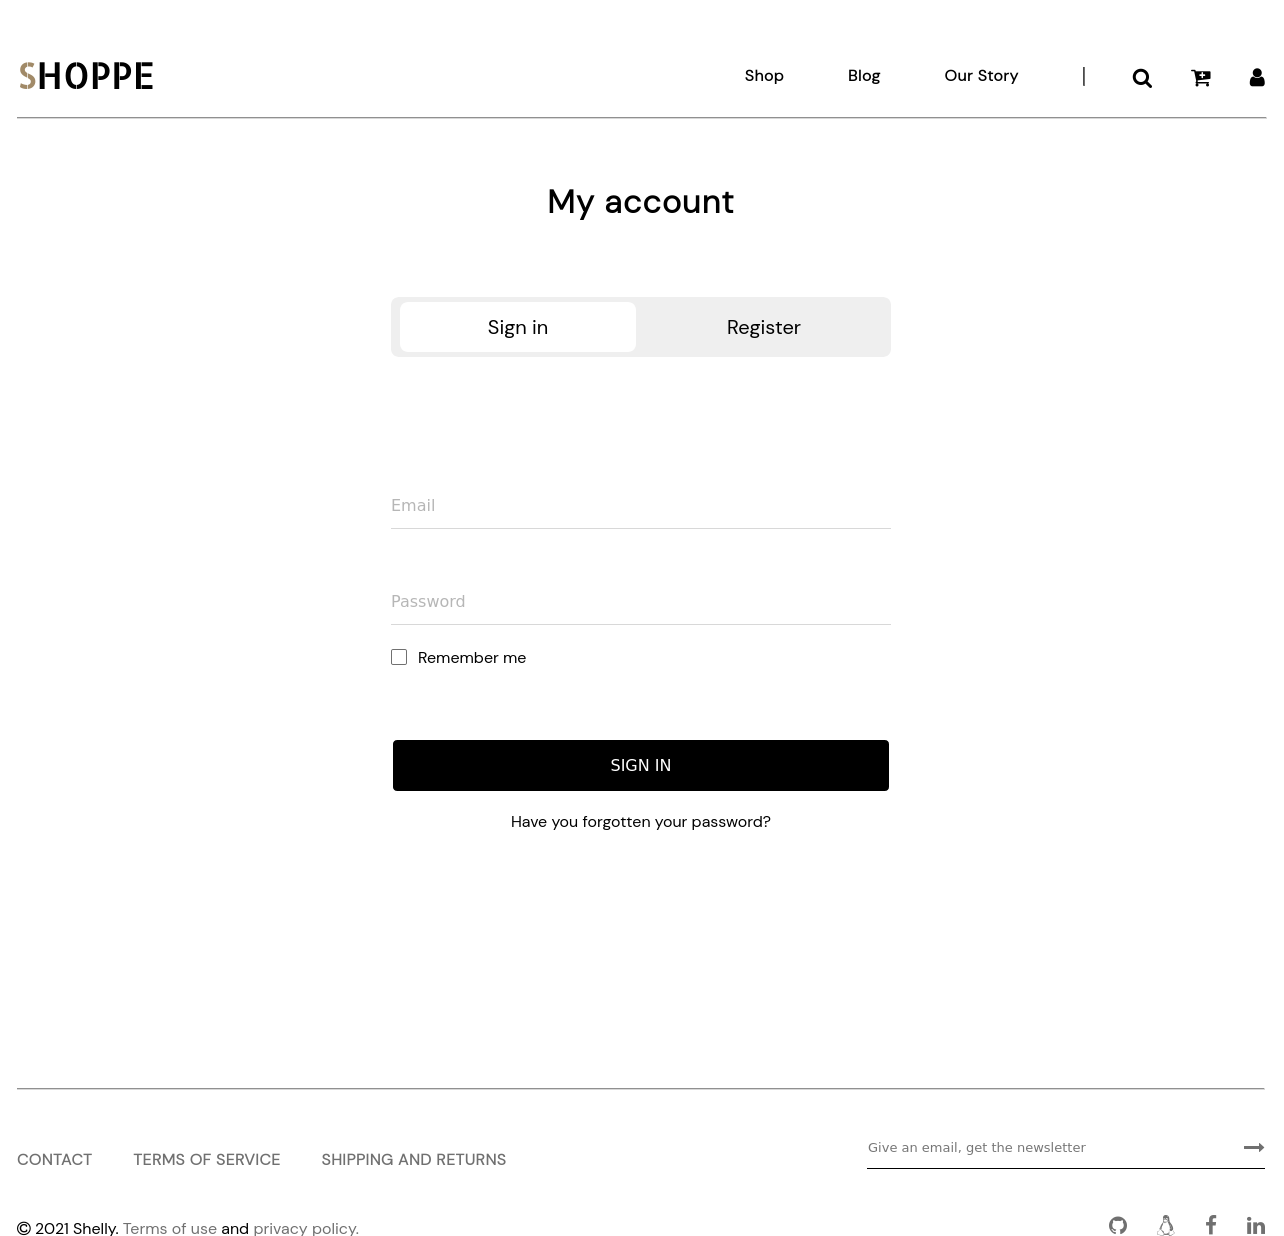 SHOPPE
Shop Blog Our Story |
My account
Sign in Register
Email
Password
Remember me
SIGN IN
Have you forgotten your password?
Give an email, get the newsletter
CONTACT TERMS OF SERVICE SHIPPING AND RETURNS
© 2021 Shelly. Terms of use and privacy policy.